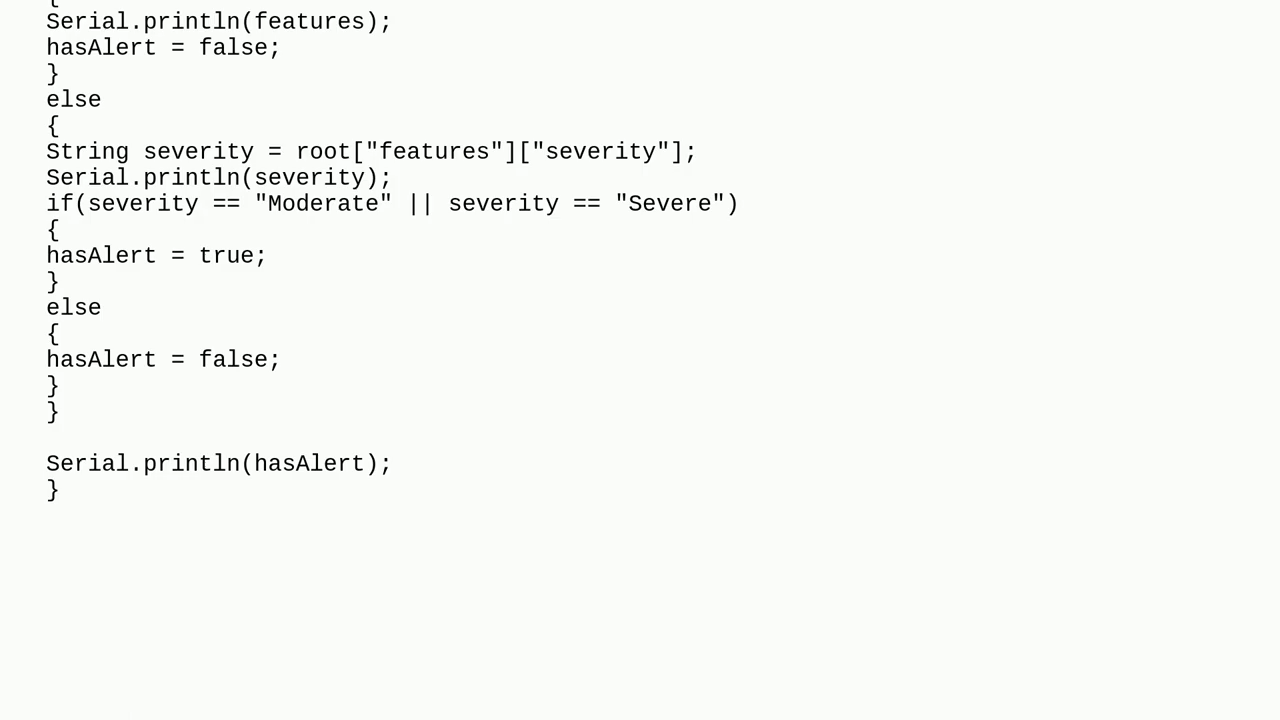 {
Serial.println(features);
hasAlert = false;
}
else
{
String severity = root["features"]["severity"];
Serial.println(severity);
if(severity == "Moderate" || severity == "Severe")
{
hasAlert = true;
}
else
{
hasAlert = false;
}
}
Serial.println(hasAlert);
}